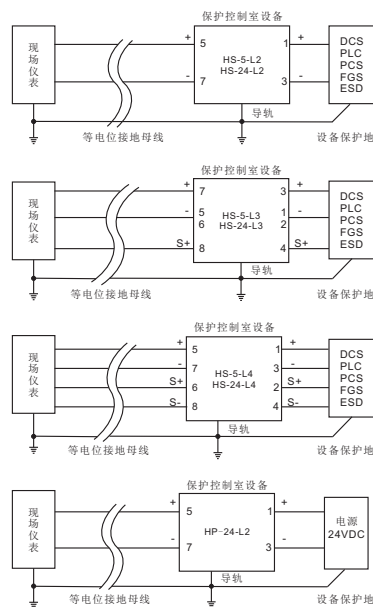 保护控制室设备
现场仪表
+ 5 HS-5-L2 1 +
HS-24-L2
- 7 3 -
DCS
PLC
PCS
FGS
ESD
导轨
等电位接地母线
设备保护地
保护控制室设备
现场仪表
+ 7 3 +
HS-5-L3
HS-24-L3
- 5 1 -
6 2
S+ 8 4 S+
DCS
PLC
PCS
FGS
ESD
导轨
等电位接地母线
设备保护地
保护控制室设备
现场仪表
+ 5 1 +
- 7 HS-5-L4 3 -
S+ 6 HS-24-L4 2 S+
S- 8 4 S-
DCS
PLC
PCS
FGS
ESD
导轨
等电位接地母线
设备保护地
保护控制室设备
现场仪表
+ 5 1 +
HP-24-L2
- 7 3 -
电源
24VDC
导轨
等电位接地母线
设备保护地